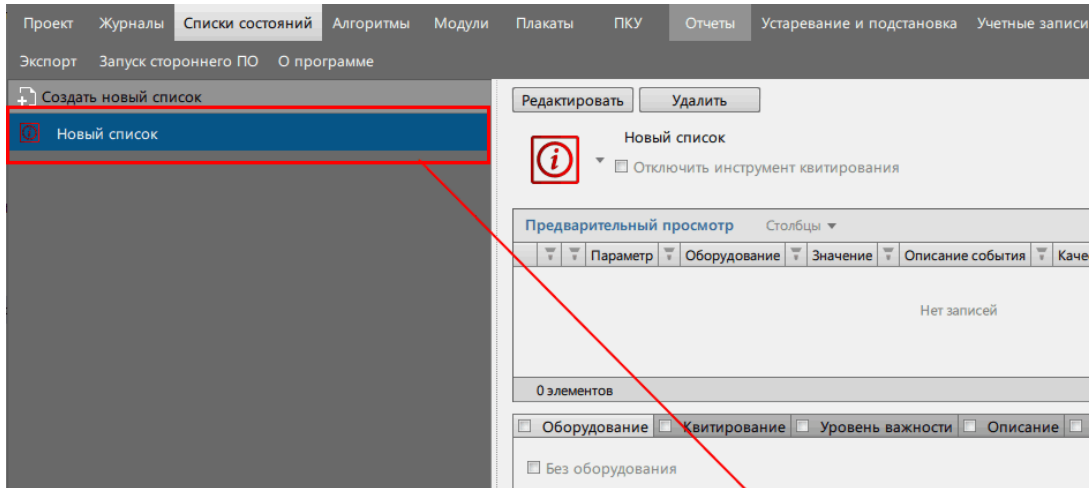 Проект Журналы Списки состояний Алгоритмы Модули Плакаты ПКУ Отчеты Устаревание и подстановка Учетные записи
Экспорт Запуск стороннего ПО О программе
Создать новый список
Новый список
Редактировать Удалить
Новый список
Отключить инструмент квитирования
Предварительный просмотр Столбцы
Параметр Оборудование Значение Описание события Каче
Нет записей
0 элементов
Оборудование Квитирование Уровень важности Описание
Без оборудования